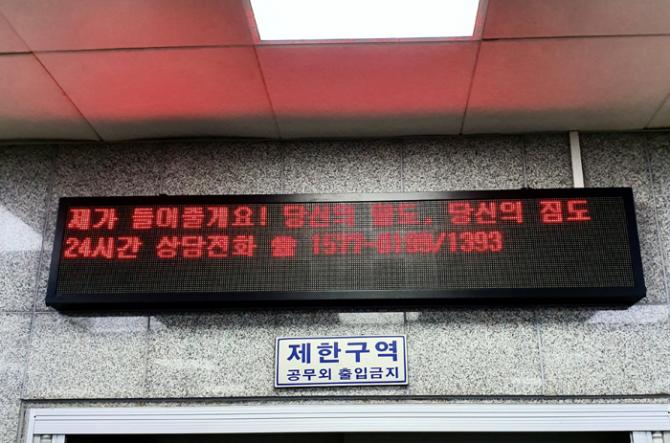 제가 들어줄게요! 당신의 말도, 당신의 짐도
24시간 상담전화 ☎ 1577-0199/1393
제한구역
공무외 출입금지